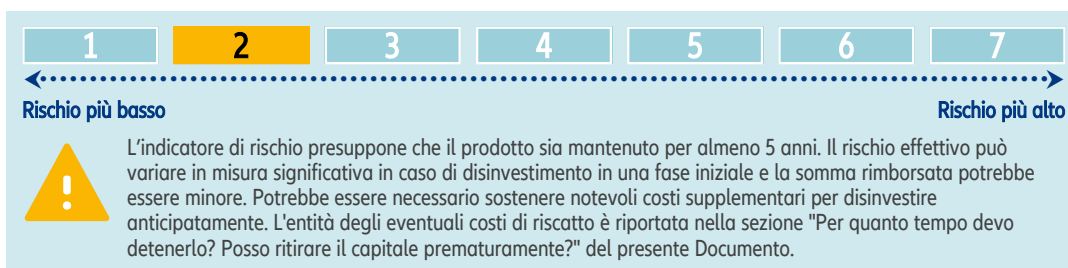 1 2 3 4 5 6 7
Rischio più basso Rischio più alto
L'indicatore di rischio presuppone che il prodotto sia mantenuto per almeno 5 anni. Il rischio effettivo può
variare in misura significativa in caso di disinvestimento in una fase iniziale e la somma rimborsata potrebbe
essere minore. Potrebbe essere necessario sostenere notevoli costi supplementari per disinvestire
anticipatamente. L'entità degli eventuali costi di riscatto è riportata nella sezione "Per quanto tempo devo
detenerlo? Posso ritirare il capitale prematuramente?" del presente Documento.